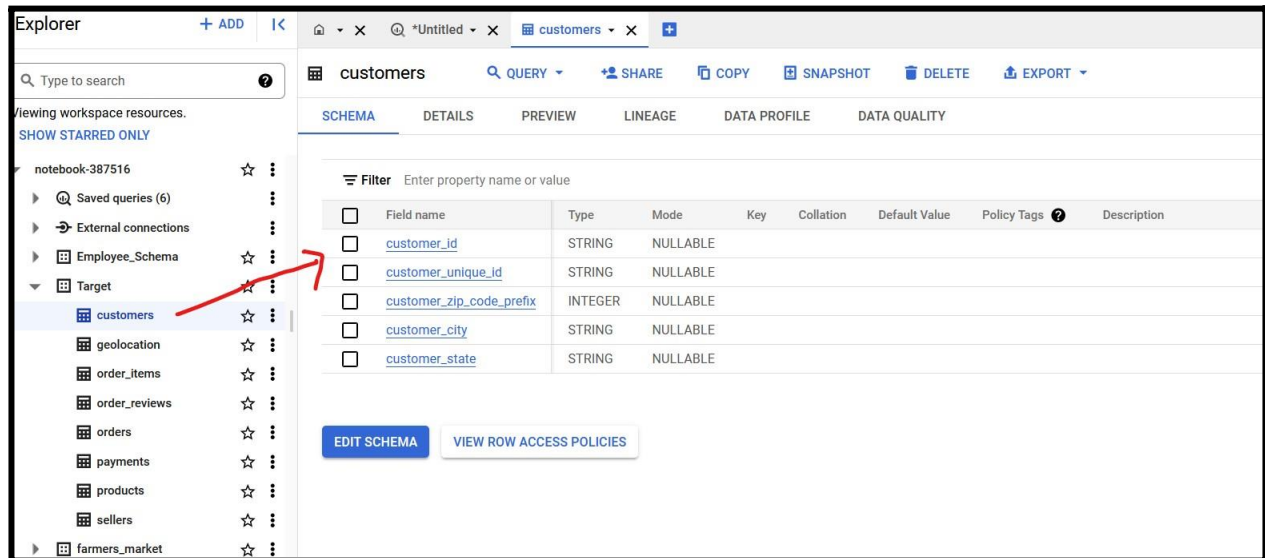 Explorer
+ ADD
*Untitled
customers
Type to search
customers
QUERY
SHARE
COPY
SNAPSHOT
DELETE
EXPORT
Viewing workspace resources.
SHOW STARRED ONLY
SCHEMA DETAILS PREVIEW LINEAGE DATA PROFILE DATA QUALITY
notebook-387516
Saved queries (6)
External connections
Employee_Schema
Target
customers
geolocation
order_items
order_reviews
orders
payments
products
sellers
farmers_market
Filter Enter property name or value
Field name Type Mode Key Collation Default Value Policy Tags Description
customer_id STRING NULLABLE
customer_unique_id STRING NULLABLE
customer_zip_code_prefix INTEGER NULLABLE
customer_city STRING NULLABLE
customer_state STRING NULLABLE
EDIT SCHEMA VIEW ROW ACCESS POLICIES